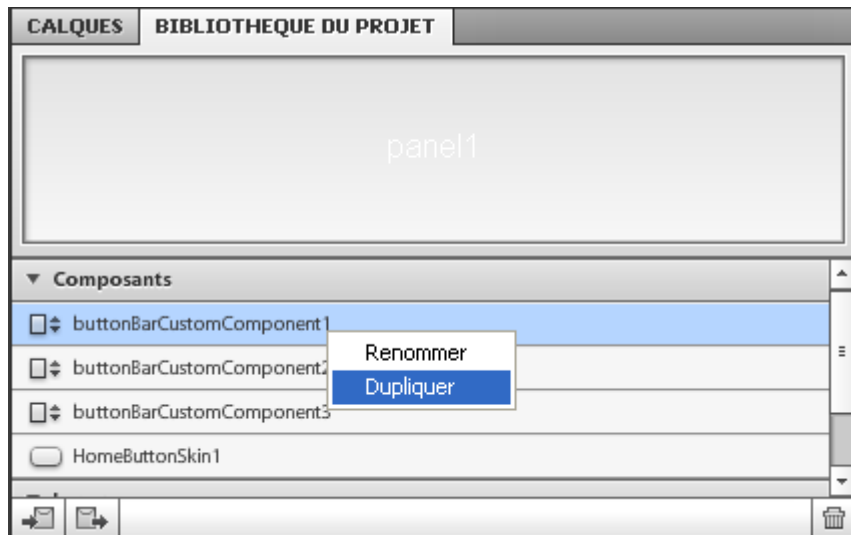 CALQUES
BIBLIOTHEQUE DU PROJET
panel1
Composants
buttonBarCustomComponent1
Renommer
buttonBarCustomComponent2
Dupliquer
buttonBarCustomComponent3
HomeButtonSkin1